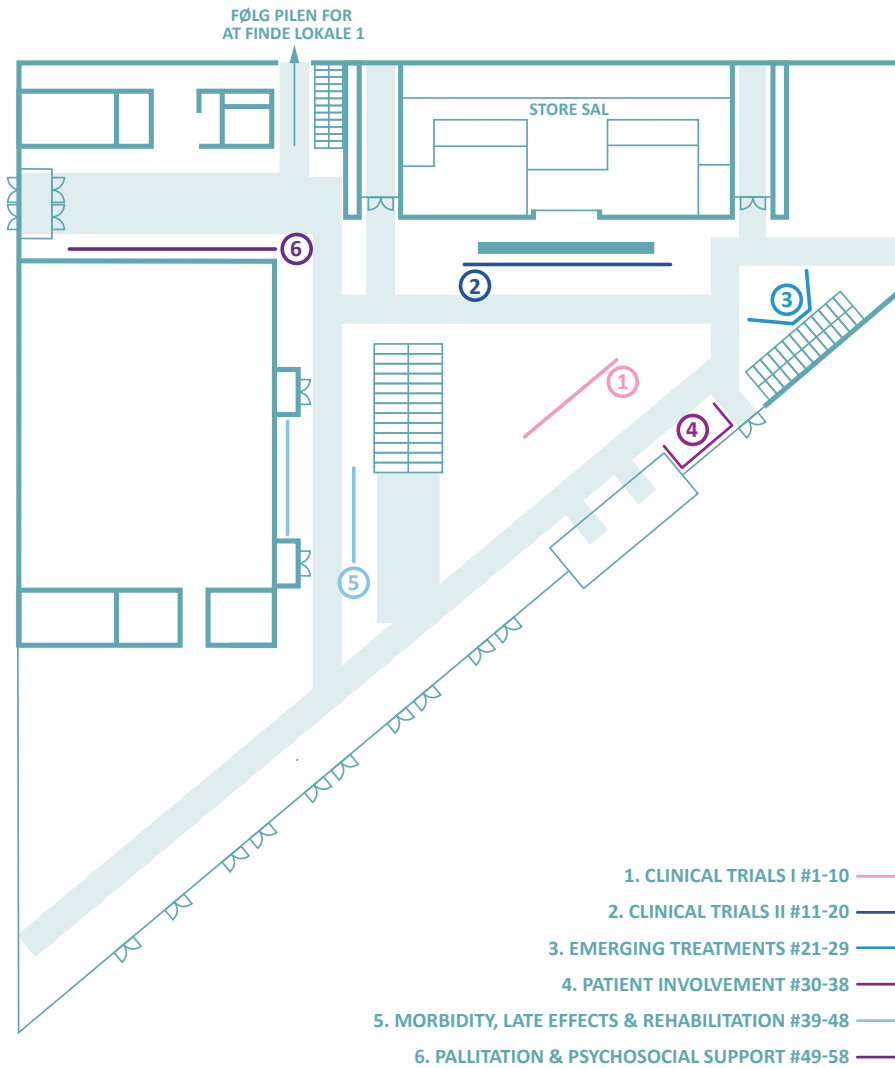 FØLG PILEN FOR
AT FINDE LOKALE 1
STORE SAL
6
2
3
1
4
5
1. CLINICAL TRIALS I #1-10
2. CLINICAL TRIALS II #11-20
3. EMERGING TREATMENTS #21-29
4. PATIENT INVOLVEMENT #30-38
5. MORBIDITY, LATE EFFECTS & REHABILITATION #39-48
6. PALLITATION & PSYCHOSOCIAL SUPPORT #49-58